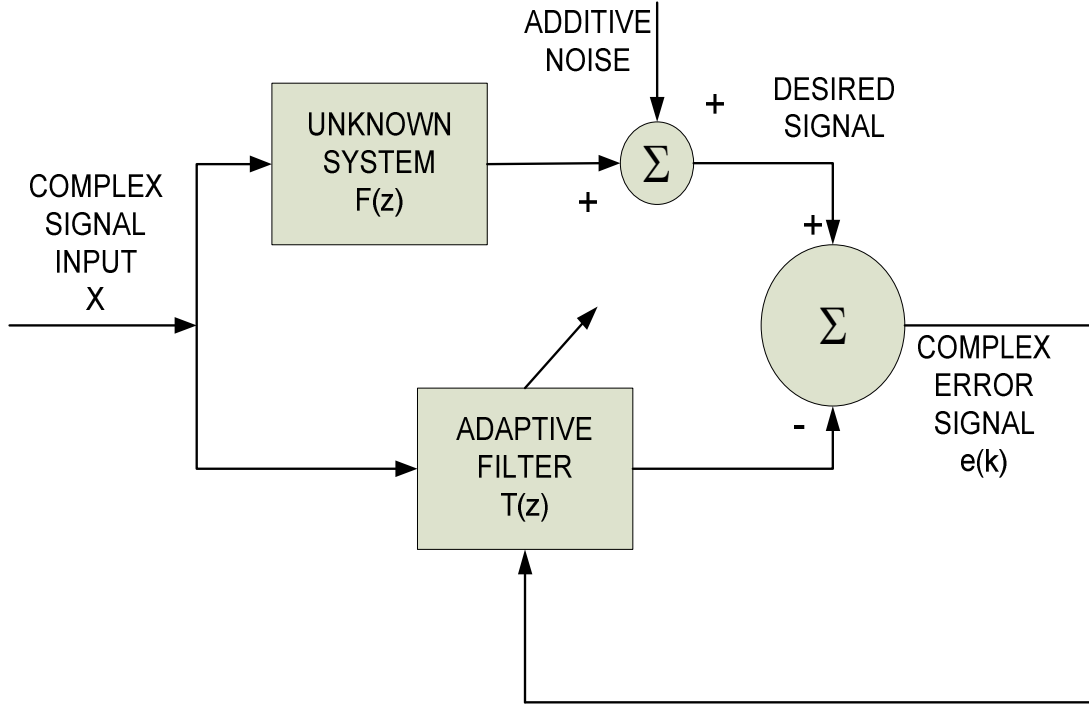 ADDITIVE
NOISE
+
DESIRED
SIGNAL
UNKNOWN
SYSTEM
F(z)
Σ
+
COMPLEX
SIGNAL
INPUT
X
+
Σ
COMPLEX
ERROR
SIGNAL
e(k)
-
ADAPTIVE
FILTER
T(z)